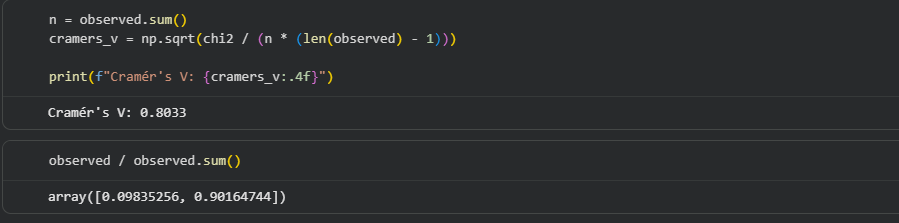 n = observed.sum()
cramers_v = np.sqrt(chi2 / (n * (len(observed) - 1)))
print(f"Cramér's V: {cramers_v:.4f}")
Cramér's V: 0.8033
observed / observed.sum()
array([0.09835256, 0.90164744])